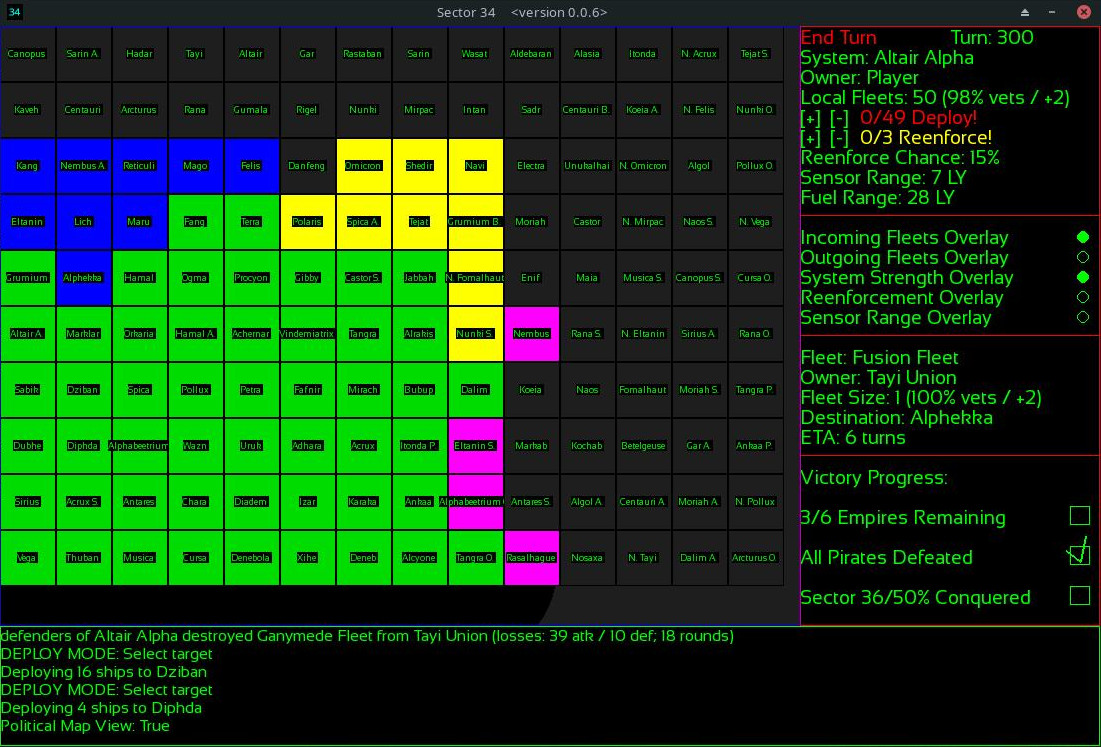 34 Sector 34 <version 0.0.6>
Canopus Sarin A. Hadar Tayi Altair Gar Rastaban Sarin Wasat Aldebaran Alasia Itonda N. Acrux Tejat S.
Kaveh Centauri Arcturus Rana Gumala Rigel Nunki Mirpac Intan Sadr Centauri B. Koeia A. N. Felis Nunki O.
Kang Nembus A. Reticuli Mago Felis Danfeng Omicron Shedir Navi Electra Unukalhai N. Omicron Algol Pollux O.
Eltanin Lich Maru Fang Terra Polaris Spica A. Tejat Grumium B. Moriah Castor N. Mirpac Naos S. N. Vega
Grumium Alphekka Hamal Ogma Procyon Gibby Castor S. Jabbah N. Fomalhaut Enif Maia Musica S. Canopus S. Cursa O.
Altair A. Marklar Orkaria Hamal A. Achernar Vindemiatrix Tangra Alrakis Nunki S. Nembus Rana S. N. Eltanin Sirius A. Rana O.
Sabik Dziban Spica Pollux Petra Fafnir Mirach Bubup Dalim Koeia Naos Fomalhaut Moriah S. Tangra P.
Dubhe Diphda Alphabeetrium Wazn Uruk Adhara Acrux Itonda P. Eltanin S. Markab Kochab Betelgeuse Gar A. Ankaa P.
Sirius Acrux S. Antares Chara Diadem Izar Karaka Ankaa Alphabeetrium Antares S. Algol A. Centauri A. Moriah A. N. Pollux
Vega Thuban Musica Cursa Denebola Xihe Deneb Alcyone Tangra O. Rasalhague Nosaxa N. Tayi Dalim A. Arcturus O.
End Turn Turn: 300
System: Altair Alpha
Owner: Player
Local Fleets: 50 (98% vets / +2)
[+] [-] 0/49 Deploy!
[+] [-] 0/3 Reenforce!
Reenforce Chance: 15%
Sensor Range: 7 LY
Fuel Range: 28 LY
Incoming Fleets Overlay
Outgoing Fleets Overlay
System Strength Overlay
Reenforcement Overlay
Sensor Range Overlay
Fleet: Fusion Fleet
Owner: Tayi Union
Fleet Size: 1 (100% vets / +2)
Destination: Alphekka
ETA: 6 turns
Victory Progress:
3/6 Empires Remaining
All Pirates Defeated
Sector 36/50% Conquered
defenders of Altair Alpha destroyed Ganymede Fleet from Tayi Union (losses: 39 atk / 10 def; 18 rounds)
DEPLOY MODE: Select target
Deploying 16 ships to Dziban
DEPLOY MODE: Select target
Deploying 4 ships to Diphda
Political Map View: True